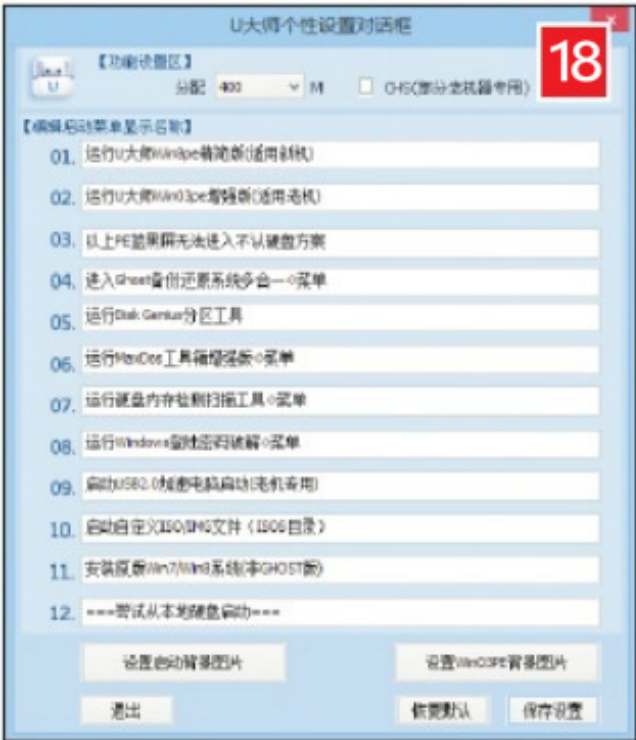 U大师个性设置对话框
18
【功能设置区】
分配 400 M CHS(部分老机器专用)
U
【编辑启动菜单显示名称】
01. 运行U大师Win8pe精简版(适用新机)
02. 运行U大师Win03pe增强版(适用老机)
03. 以上PE蓝黑屏无法进入不认硬盘方案
04. 进入Ghost备份还原系统多合一◇菜单
05. 运行Disk Genius分区工具
06. 运行MaxDos工具箱增强版◇菜单
07. 运行硬盘内存检测扫描工具◇菜单
08. 运行Windows登陆密码破解◇菜单
09. 启动USB2.0加速电脑启动(老机专用)
10. 启动自定义ISO/IMG文件（ISOS目录）
11. 安装原版Win7/Win8系统(非GHOST版)
12. ===尝试从本地硬盘启动===
设置启动背景图片 设置Win03PE背景图片
退出 恢复默认 保存设置